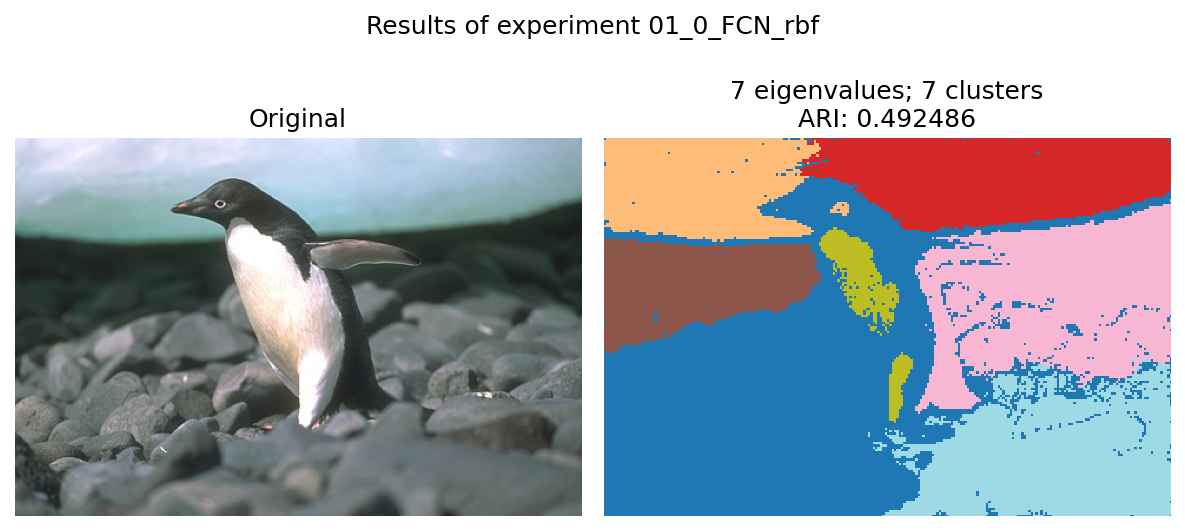 Results of experiment 01_0_FCN_rbf
Original
7 eigenvalues; 7 clusters
ARI: 0.492486